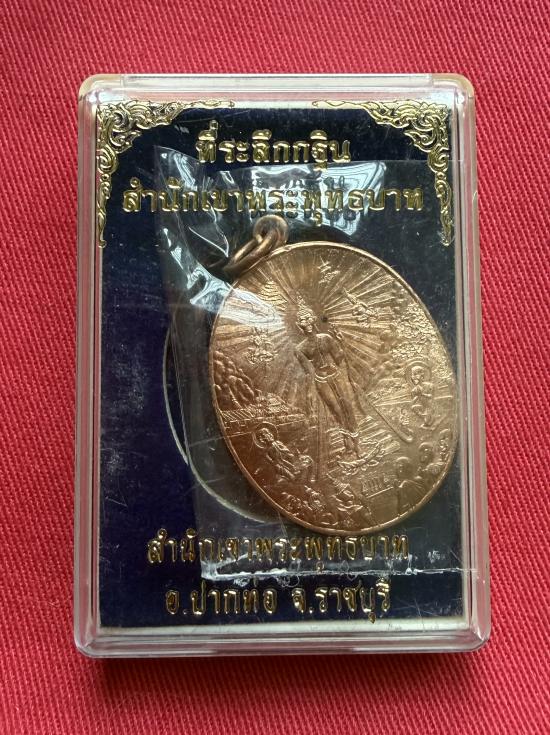 ที่ระลึกกฐิน
สำนักเขาพระพุทธบาท
สำนักเขาพระพุทธบาท
อ.ปากท่อ จ.ราชบุรี